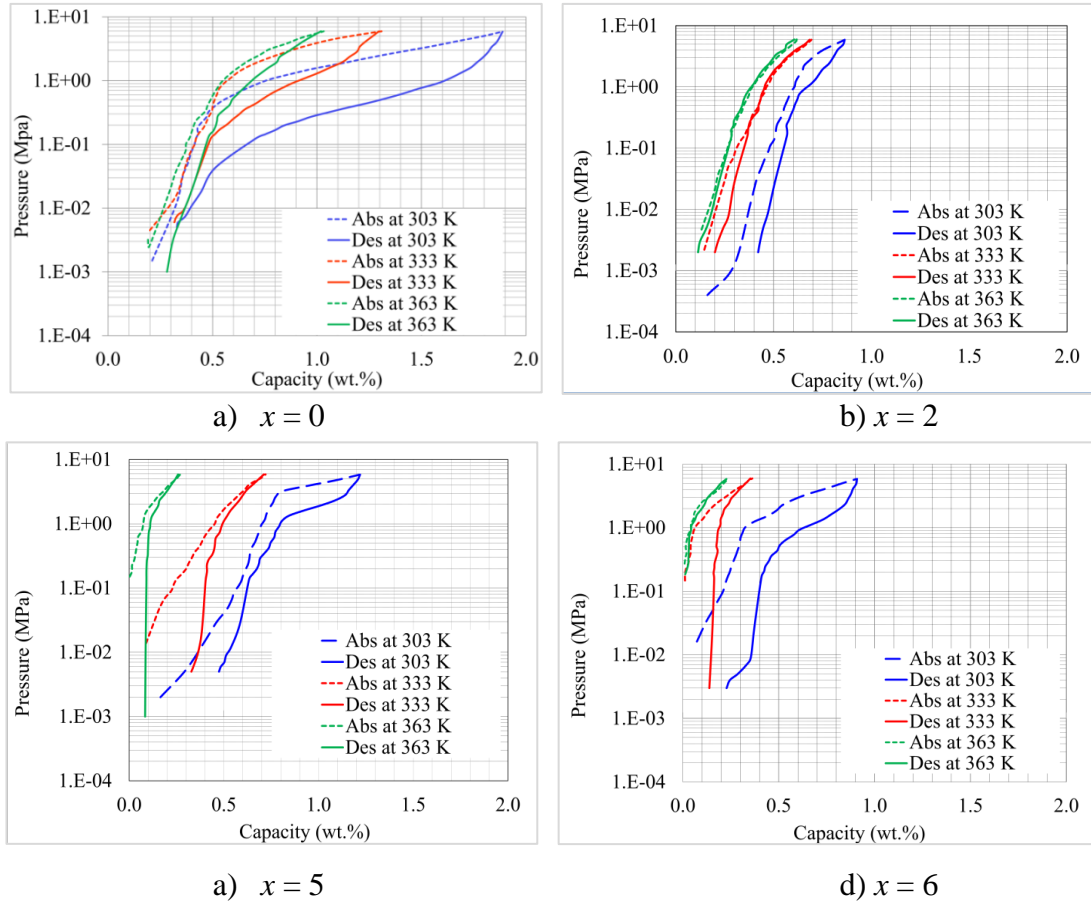 1.E+01
1.E+00
1.E-01
1.E-02
1.E-03
1.E-04
Pressure (Mpa)
Abs at 303 K
Des at 303 K
Abs at 333 K
Des at 333 K
Abs at 363 K
Des at 363 K
0.0 0.5 1.0 1.5 2.0
Capacity (wt.%)
a) x = 0
1.E+01
1.E+00
1.E-01
1.E-02
1.E-03
1.E-04
Pressure (MPa)
Abs at 303 K
Des at 303 K
Abs at 333 K
Des at 333 K
Abs at 363 K
Des at 363 K
0.0 0.5 1.0 1.5 2.0
Capacity (wt.%)
b) x = 2
1.E+01
1.E+00
1.E-01
1.E-02
1.E-03
1.E-04
Pressure (MPa)
Abs at 303 K
Des at 303 K
Abs at 333 K
Des at 333 K
Abs at 363 K
Des at 363 K
0.0 0.5 1.0 1.5 2.0
Capacity (wt.%)
a) x = 5
1.E+01
1.E+00
1.E-01
1.E-02
1.E-03
1.E-04
Pressure (MPa)
Abs at 303 K
Des at 303 K
Abs at 333 K
Des at 333 K
Abs at 363 K
Des at 363 K
0.0 0.5 1.0 1.5 2.0
Capacity (wt.%)
d) x = 6